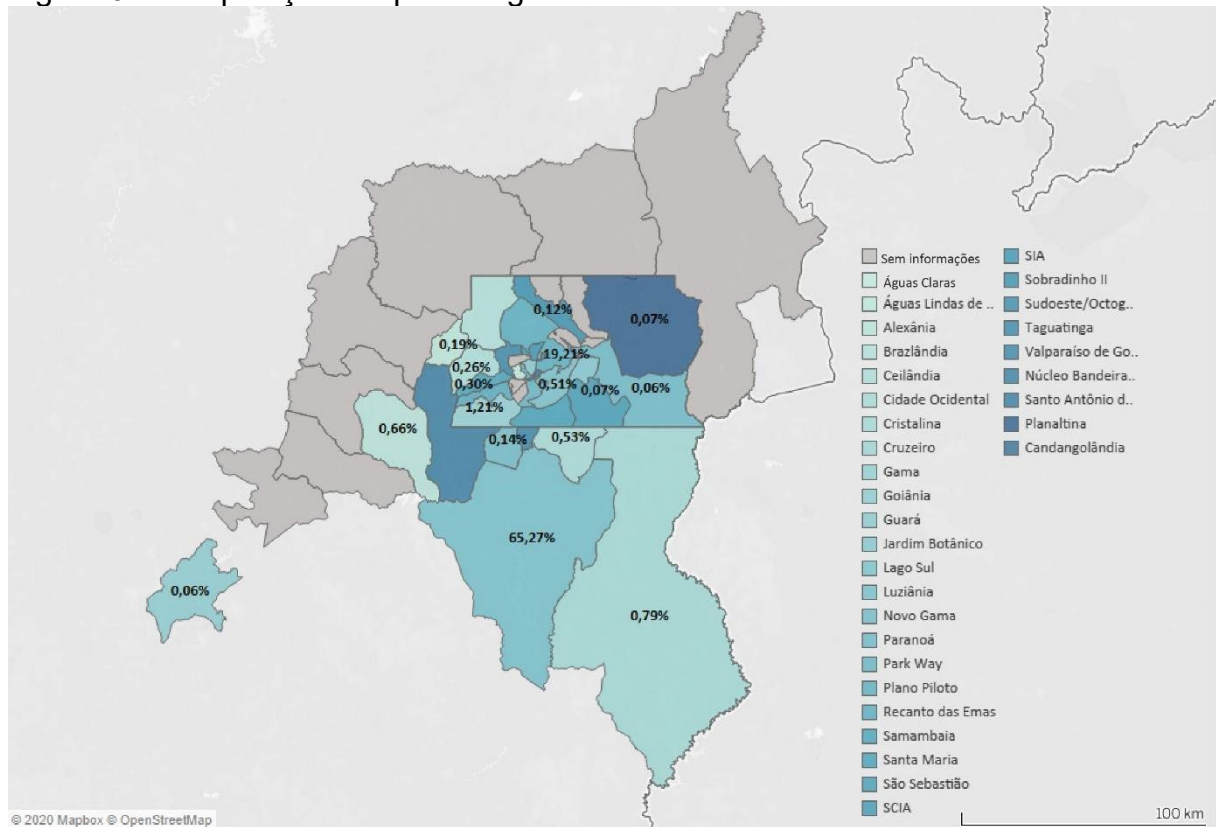 0,12%
0,07%
0,19%
19,21%
0,26%
0,30%
0,51%
0,07%
0,06%
1,21%
0,66%
0,14%
0,53%
65,27%
0,06%
0,79%
Sem informações
Águas Claras
Águas Lindas de ..
Alexânia
Brazlândia
Ceilândia
Cidade Ocidental
Cristalina
Cruzeiro
Gama
Goiânia
Guará
Jardim Botânico
Lago Sul
Luziânia
Novo Gama
Paranoá
Park Way
Plano Piloto
Recanto das Emas
Samambaia
Santa Maria
São Sebastião
SCIA
SIA
Sobradinho II
Sudoeste/Octog..
Taguatinga
Valparaíso de Go..
Núcleo Bandeira..
Santo Antônio d..
Planaltina
Candangolândia
© 2020 Mapbox © OpenStreetMap
100 km